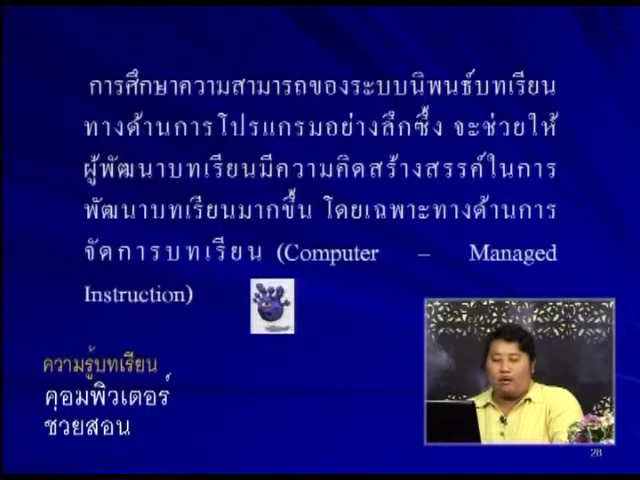 การศึกษาความสามารถของระบบนิพนธ์บทเรียน
ทางด้านการโปรแกรมอย่างลึกซึ้ง จะช่วยให้
ผู้พัฒนาบทเรียนมีความคิดสร้างสรรค์ในการ
พัฒนาบทเรียนมากขึ้น โดยเฉพาะทางด้านการ
จัดการบทเรียน (Computer – Managed
Instruction)
ความรู้บทเรียน
คอมพิวเตอร์
ช่วยสอน
28